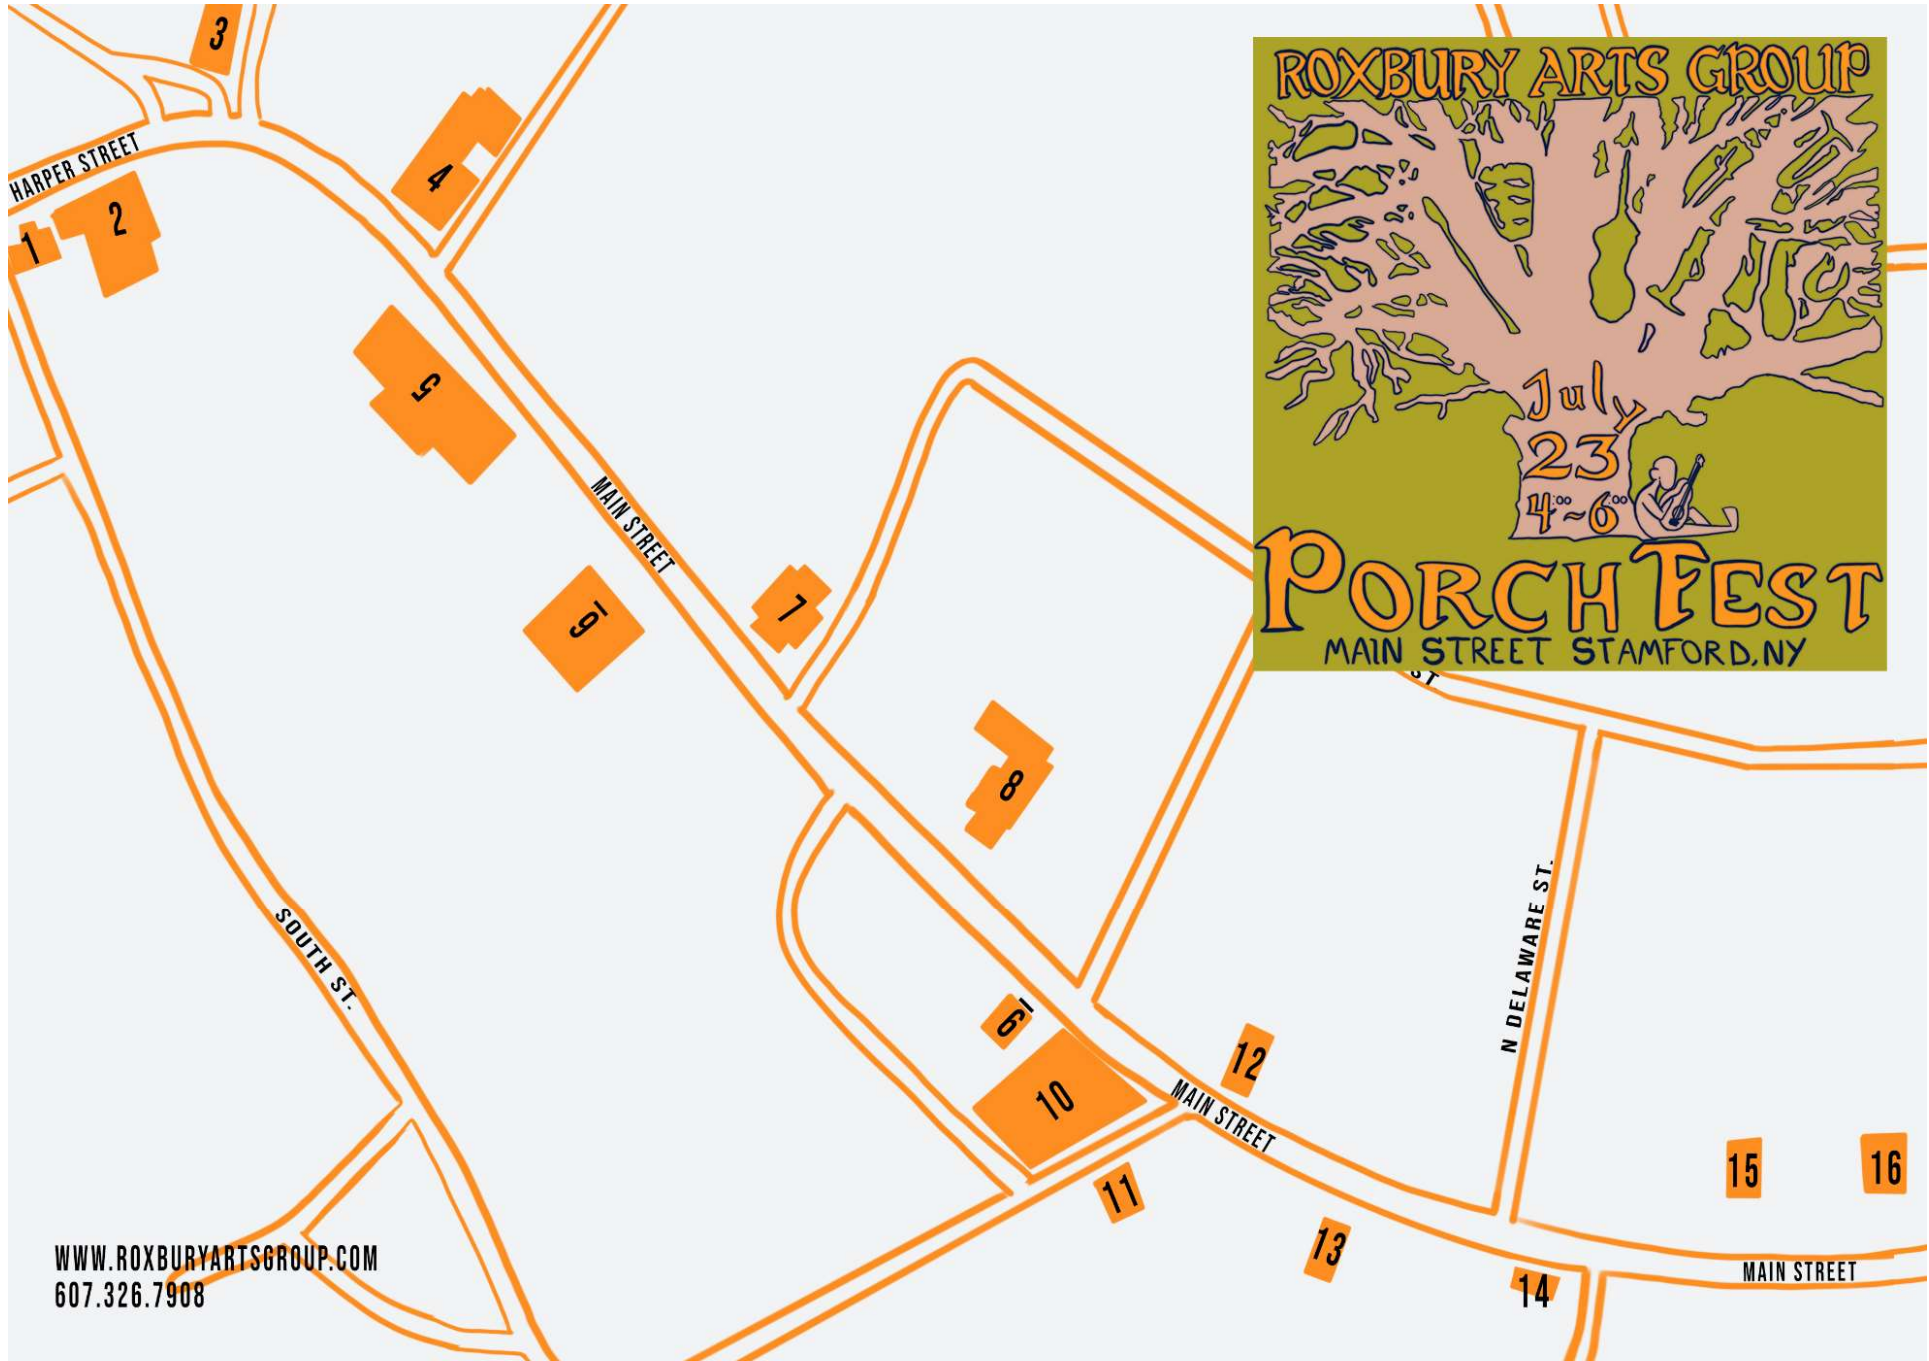 ROXBURY ARTS GROUP
July
23
4:00 ~ 6:00
PORCHFEST
MAIN STREET STAMFORD, NY
3
HARPER STREET
4
2
1
5
MAIN STREET
6
7
ST.
8
N DELAWARE ST.
SOUTH ST.
9
10
12
MAIN STREET
11
15
16
13
14
MAIN STREET
WWW.ROXBURYARTSGROUP.COM
607.326.7908